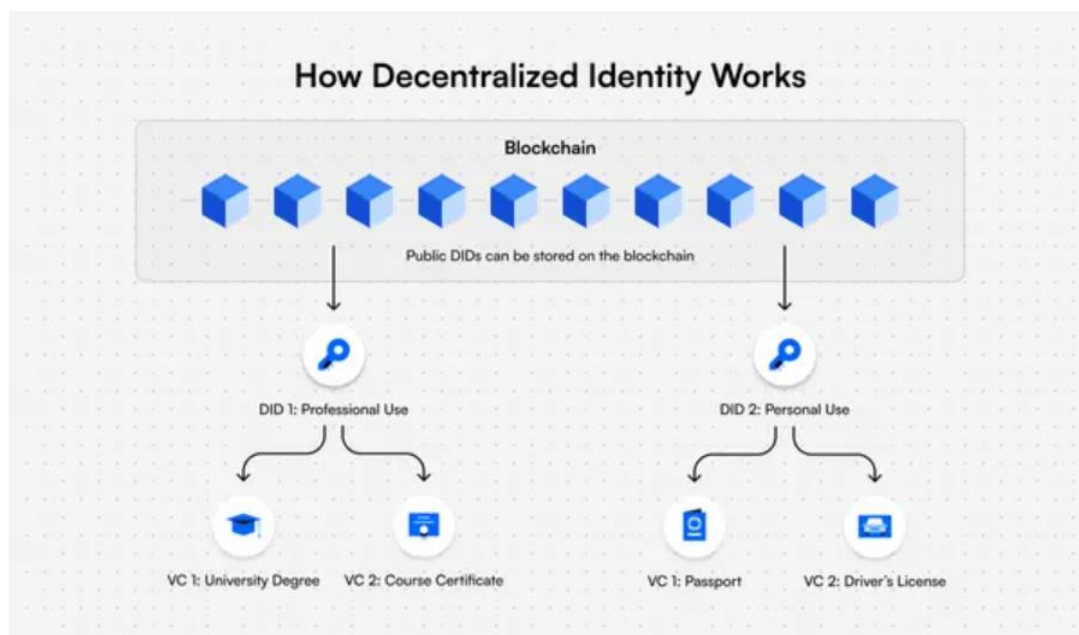 How Decentralized Identity Works
Blockchain
Public DIDs can be stored on the blockchain
DID 1: Professional Use
DID 2: Personal Use
VC 1: University Degree
VC 2: Course Certificate
VC 1: Passport
VC 2: Driver's License